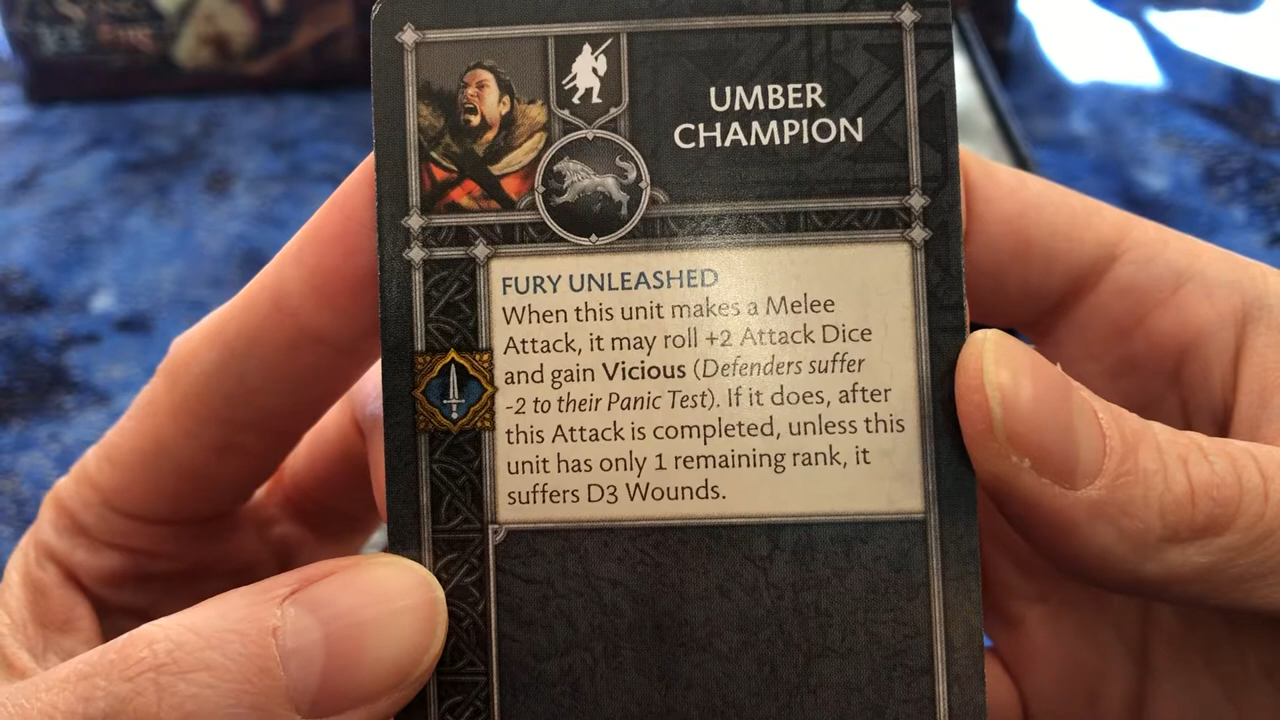 UMBER
CHAMPION
FURY UNLEASHED
When this unit makes a Melee
Attack, it may roll +2 Attack Dice
and gain Vicious (Defenders suffer
-2 to their Panic Test). If it does, after
this Attack is completed, unless this
unit has only 1 remaining rank, it
suffers D3 Wounds.